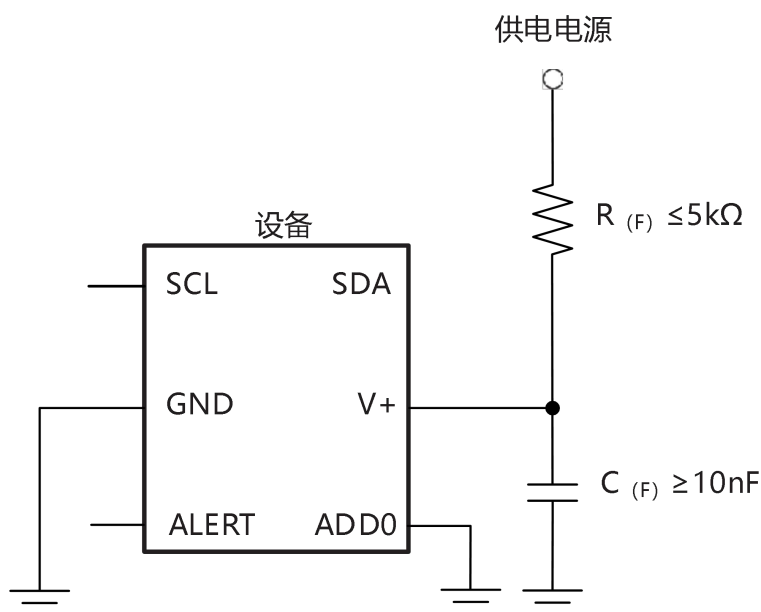 供电电源
R (F) ≤5kΩ
设备
SCL SDA
GND V+
C (F) ≥10nF
ALERT ADD0